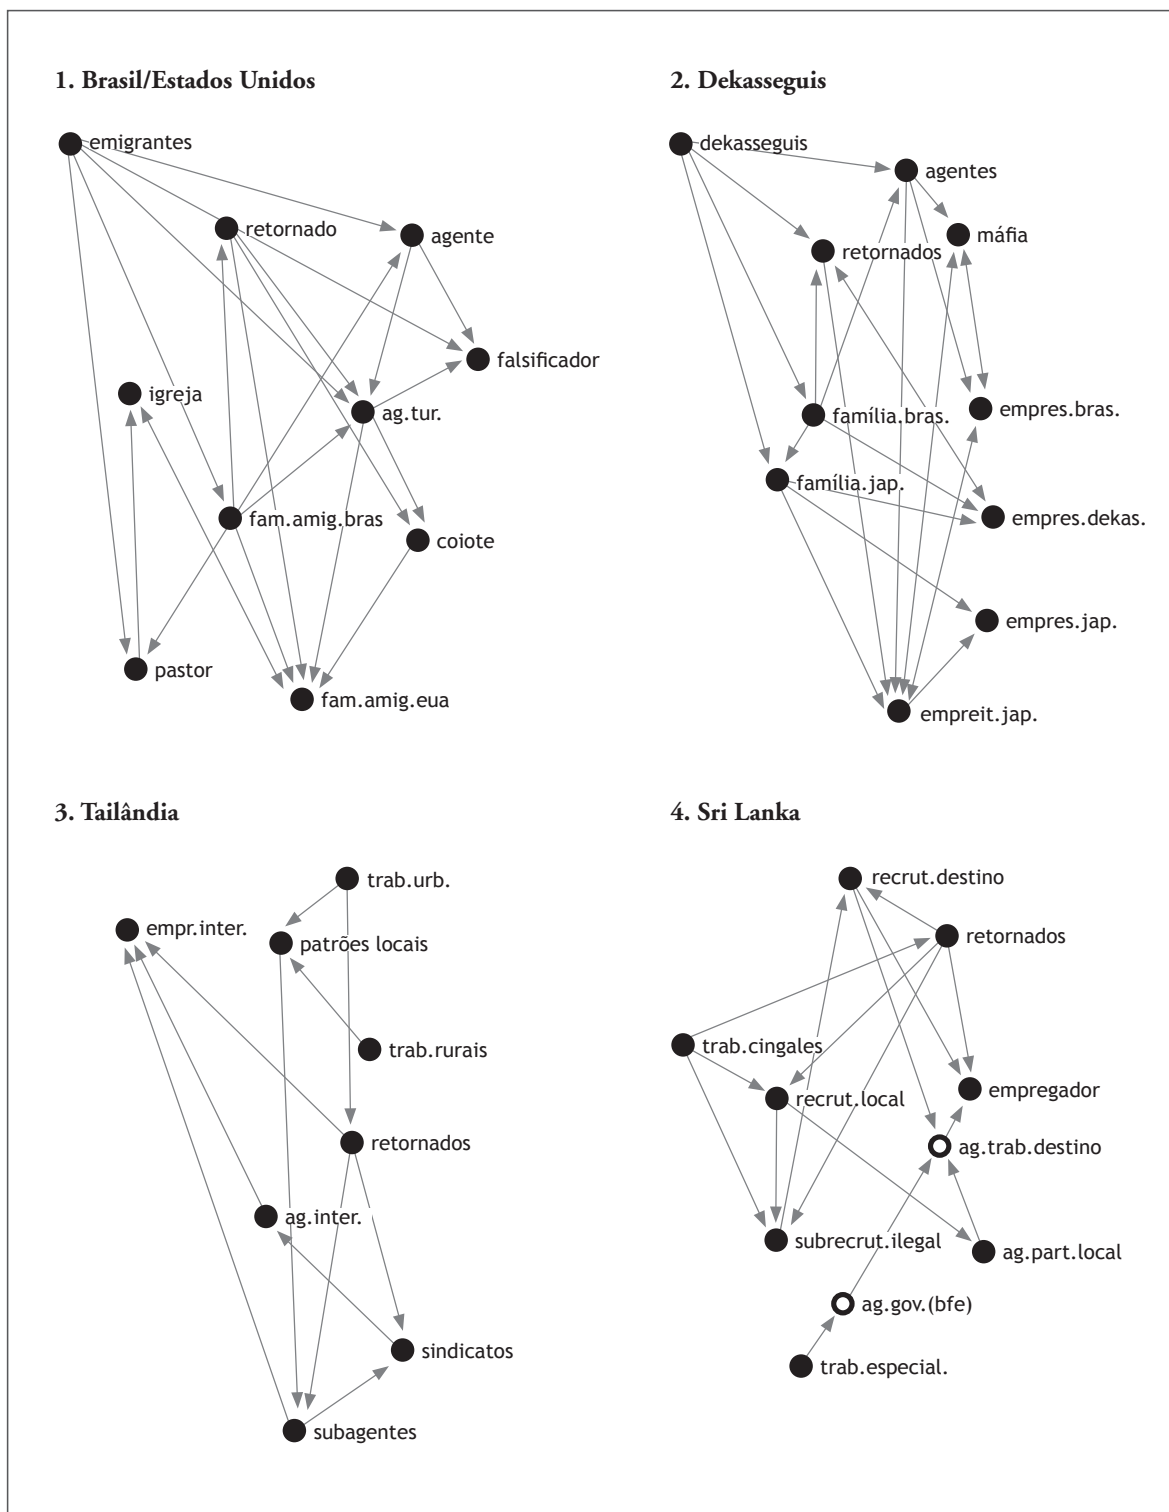 1. Brasil/Estados Unidos
emigrantes
retornado
agente
falsificador
igreja
ag.tur.
fam.amig.bras
coiote
pastor
fam.amig.eua
2. Dekasseguis
dekasseguis
agentes
máfia
retornados
empres.bras.
família.bras.
família.jap.
empres.dekas.
empres.jap.
empreit.jap.
3. Tailândia
trab.urb.
empr.inter.
patrões locais
trab.rurais
retornados
ag.inter.
sindicatos
subagentes
4. Sri Lanka
recrut.destino
retornados
trab.cingales
empregador
recrut.local
ag.trab.destino
subrecrut.ilegal
ag.part.local
ag.gov.(bfe)
trab.especial.